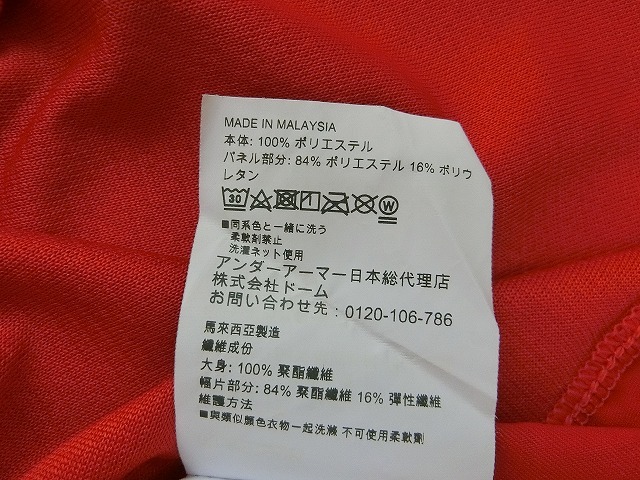 MADE IN MALAYSIA
本体: 100% ポリエステル
パネル部分: 84% ポリエステル 16% ポリウ
レタン
30 W
■同系色と一緒に洗う
柔軟剤禁止
洗濯ネット使用
アンダーアーマー日本総代理店
株式会社ドーム
お問い合わせ先：0120-106-786
馬來西亞製造
纖維成份
大身: 100% 聚酯纖維
幅片部分: 84% 聚酯纖維 16% 彈性纖維
維護方法
■與類似顏色衣物一起洗滌 不可使用柔軟劑